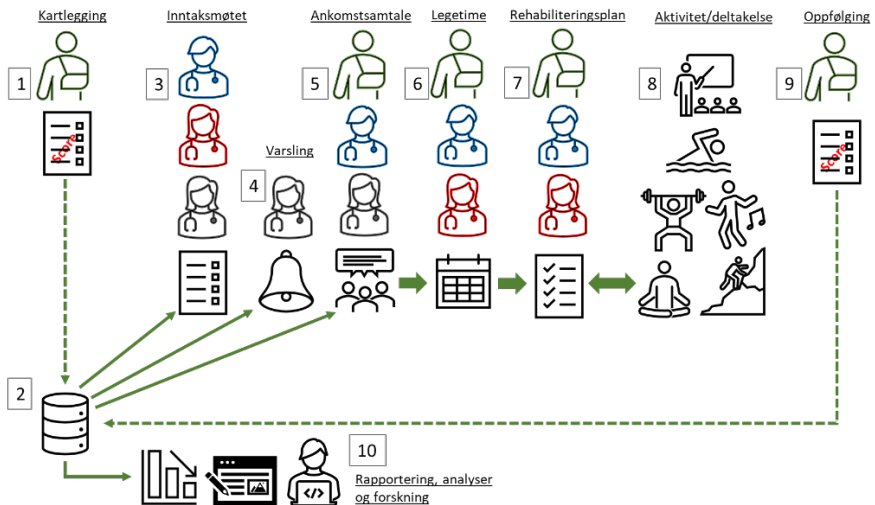 Kartlegging
Inntaksmøtet
Ankomstsamtale
Legetime
Rehabiliteringsplan
Aktivitet/deltakelse
Oppfølging
1
3
5
6
7
8
9
Score
Score
Varsling
4
2
</>
10
Rapportering, analyser
og forskning